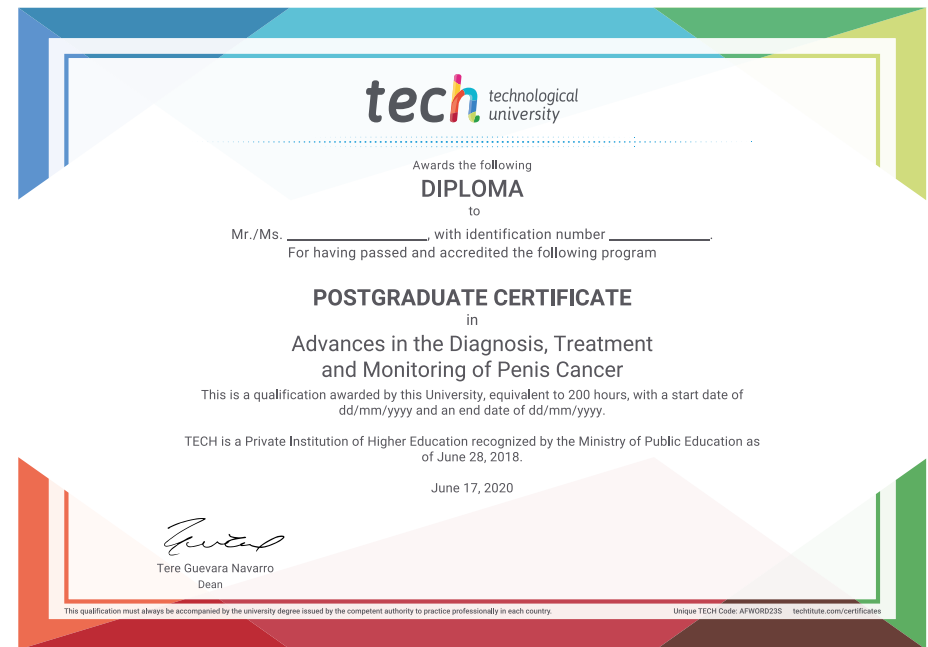 tech technological
university
Awards the following
DIPLOMA
to
Mr./Ms. ____________, with identification number ____________.
For having passed and accredited the following program
POSTGRADUATE CERTIFICATE
in
Advances in the Diagnosis, Treatment
and Monitoring of Penis Cancer
This is a qualification awarded by this University, equivalent to 200 hours, with a start date of
dd/mm/yyyy and an end date of dd/mm/yyyy.
TECH is a Private Institution of Higher Education recognized by the Ministry of Public Education as
of June 28, 2018.
June 17, 2020
Tere Guevara Navarro
Dean
This qualification must always be accompanied by the university degree issued by the competent authority to practice professionally in each country.
Unique TECH Code: AFWORD23S techtitute.com/certificates